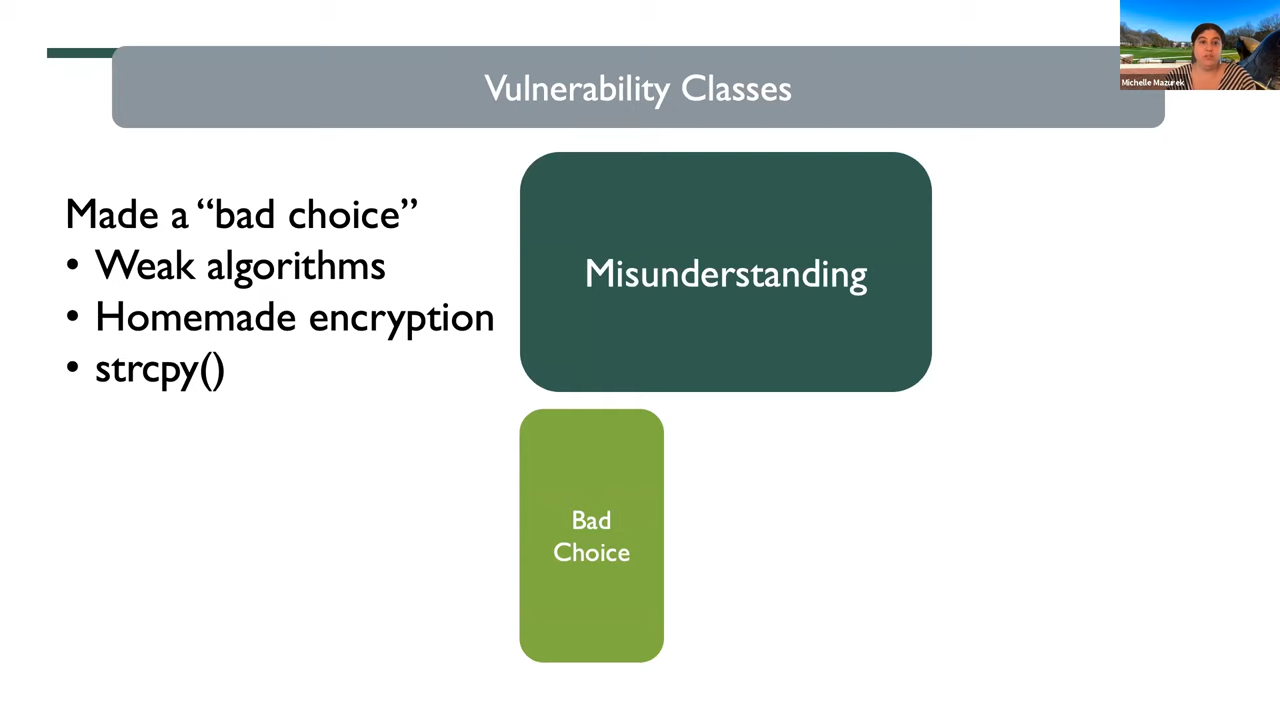 Vulnerability Classes
Michelle Mazurek
Made a “bad choice”
• Weak algorithms
• Homemade encryption
• strcpy()
Misunderstanding
Bad
Choice